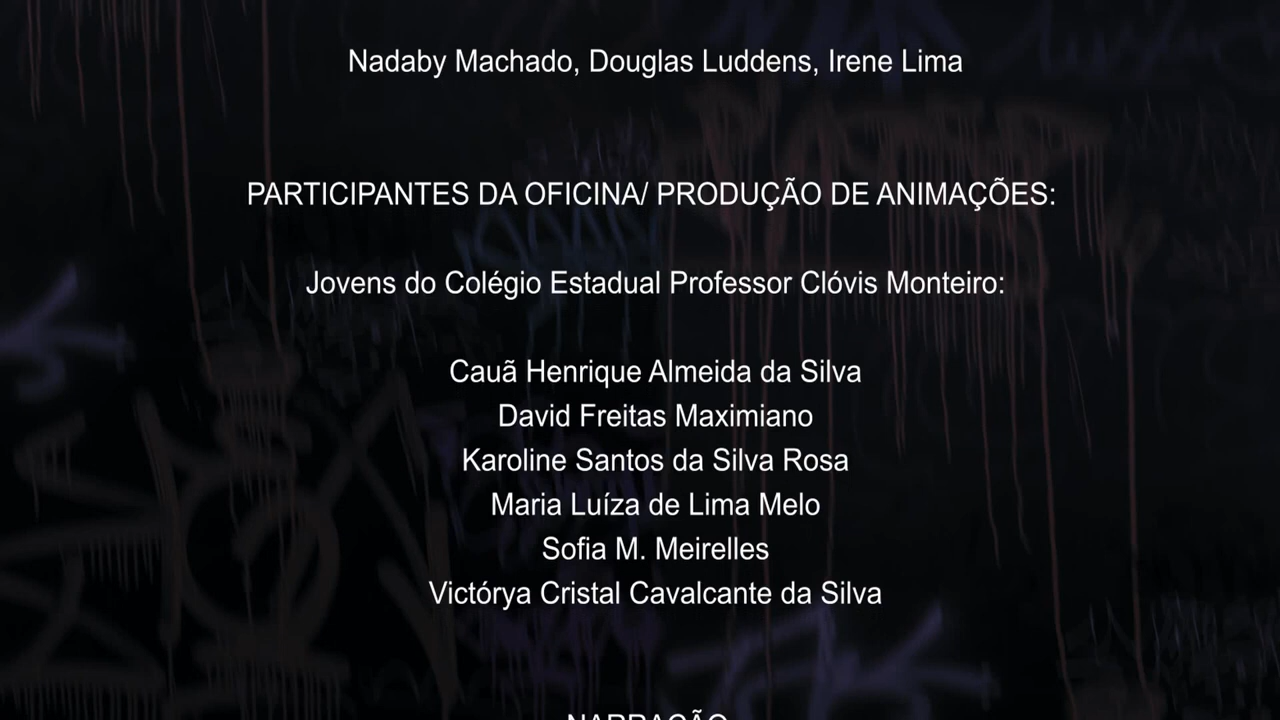 Nadaby Machado, Douglas Luddens, Irene Lima
PARTICIPANTES DA OFICINA/ PRODUÇÃO DE ANIMAÇÕES:
Jovens do Colégio Estadual Professor Clóvis Monteiro:
Cauã Henrique Almeida da Silva
David Freitas Maximiano
Karoline Santos da Silva Rosa
Maria Luíza de Lima Melo
Sofia M. Meirelles
Victórya Cristal Cavalcante da Silva
NARRAÇÃO